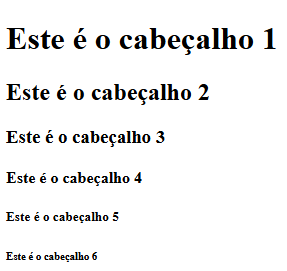 Este é o cabeçalho 1
Este é o cabeçalho 2
Este é o cabeçalho 3
Este é o cabeçalho 4
Este é o cabeçalho 5
Este é o cabeçalho 6